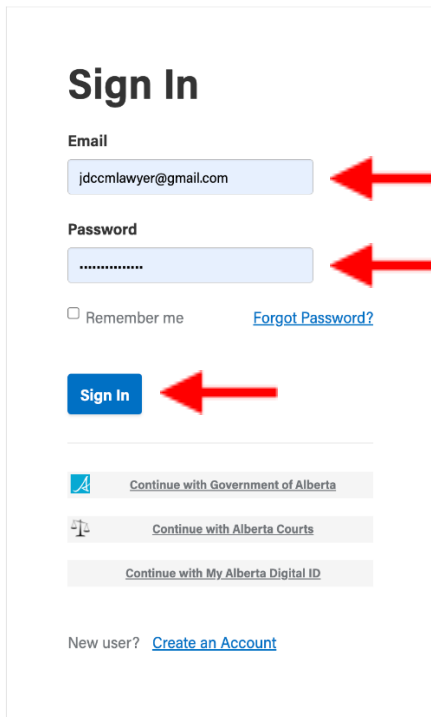 Sign In
Email
jdccmlawyer@gmail.com
Password
...............
Remember me Forgot Password?
Sign In
Continue with Government of Alberta
Continue with Alberta Courts
Continue with My Alberta Digital ID
New user? Create an Account